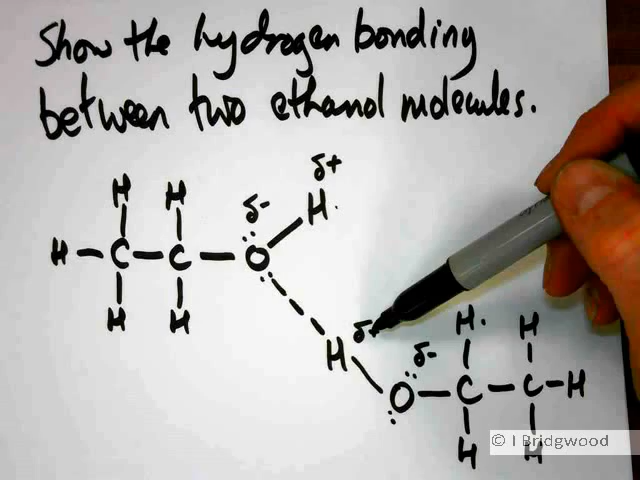 Show the hydrogen bonding
between two ethanol molecules.
δ+
H H δ- H
H C C O
H H
δ+
H
δ-
H H
O C C H
H H
© I Bridgwood